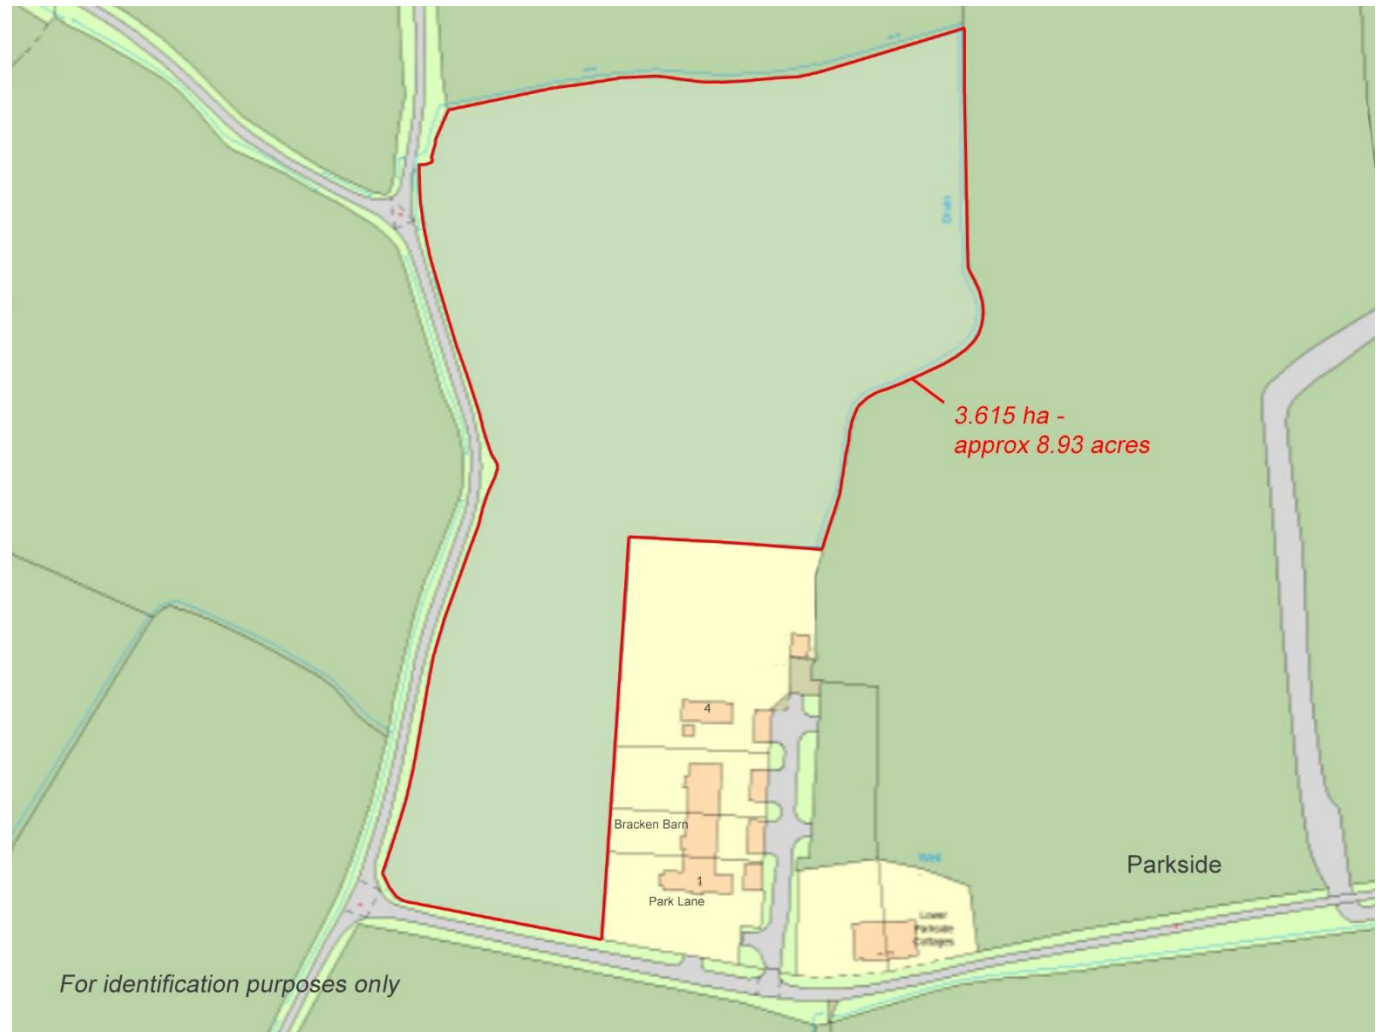 Drain
3.615 ha -
approx 8.93 acres
4
Bracken Barn
1
Park Lane
Well
Parkside
Lower
Parkside
Cottages
For identification purposes only